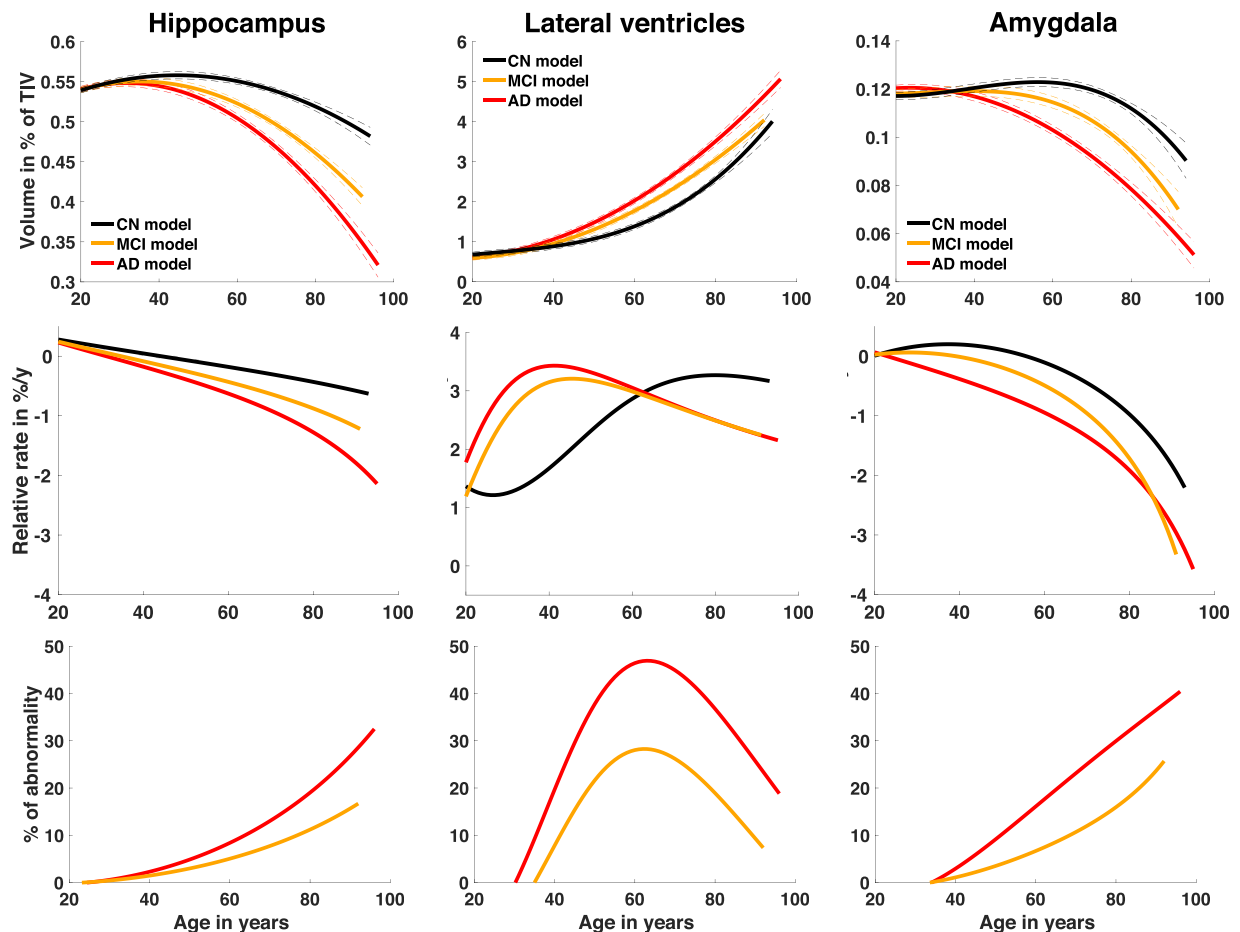 Hippocampus
Lateral ventricles
Amygdala
Volume in % of TIV
0.6
0.55
0.5
0.45
0.4
0.35
0.3
20 40 60 80 100
CN model
MCI model
AD model
6
5
4
3
2
1
0
20 40 60 80 100
CN model
MCI model
AD model
0.14
0.12
0.1
0.08
0.06
0.04
20 40 60 80 100
CN model
MCI model
AD model
Relative rate in %/y
0
-1
-2
-3
-4
20 40 60 80 100
4
3
2
1
0
20 40 60 80 100
0
-1
-2
-3
-4
20 40 60 80 100
% of abnormality
50
40
30
20
10
0
20 40 60 80 100
Age in years
50
40
30
20
10
0
20 40 60 80 100
Age in years
50
40
30
20
10
0
20 40 60 80 100
Age in years